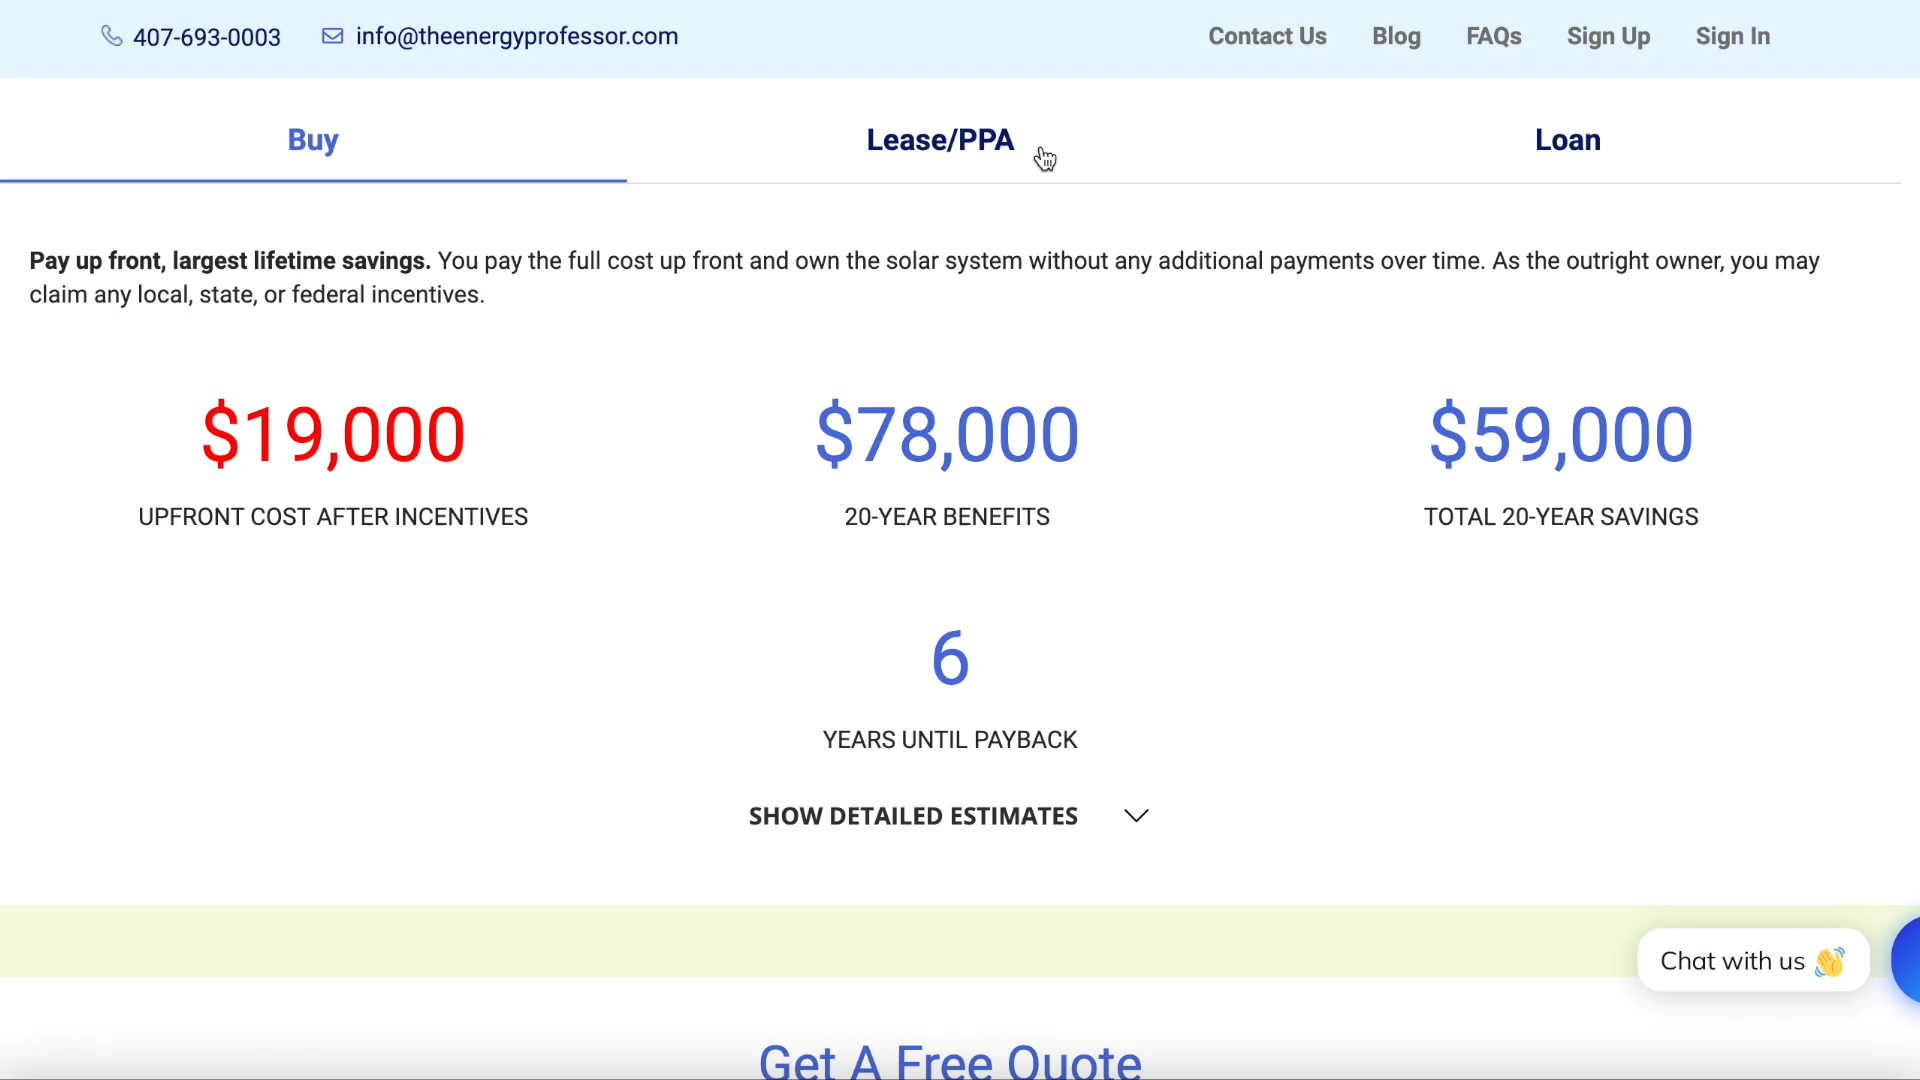 407-693-0003 info@theenergyprofessor.com Contact Us Blog FAQs Sign Up Sign In
Buy Lease/PPA Loan
Pay up front, largest lifetime savings. You pay the full cost up front and own the solar system without any additional payments over time. As the outright owner, you may
claim any local, state, or federal incentives.
$19,000 $78,000 $59,000
UPFRONT COST AFTER INCENTIVES 20-YEAR BENEFITS TOTAL 20-YEAR SAVINGS
6
YEARS UNTIL PAYBACK
SHOW DETAILED ESTIMATES
Chat with us 👋
Get A Free Quote